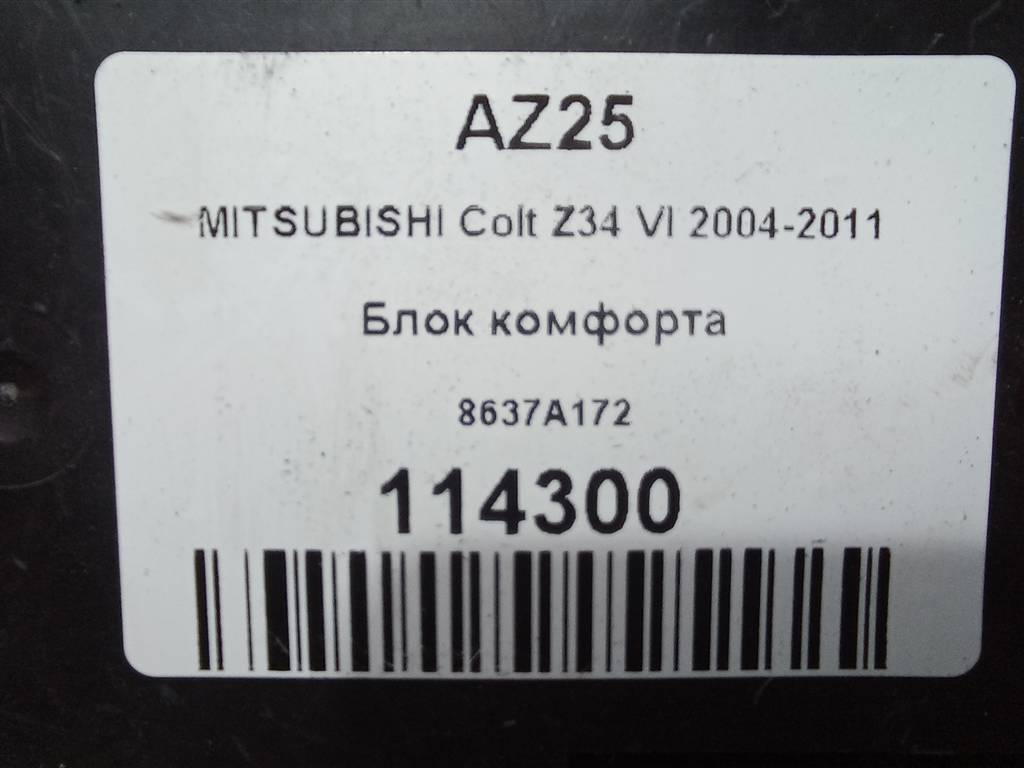 AZ25
MITSUBISHI Colt Z34 VI 2004-2011
Блок комфорта
8637A172
114300